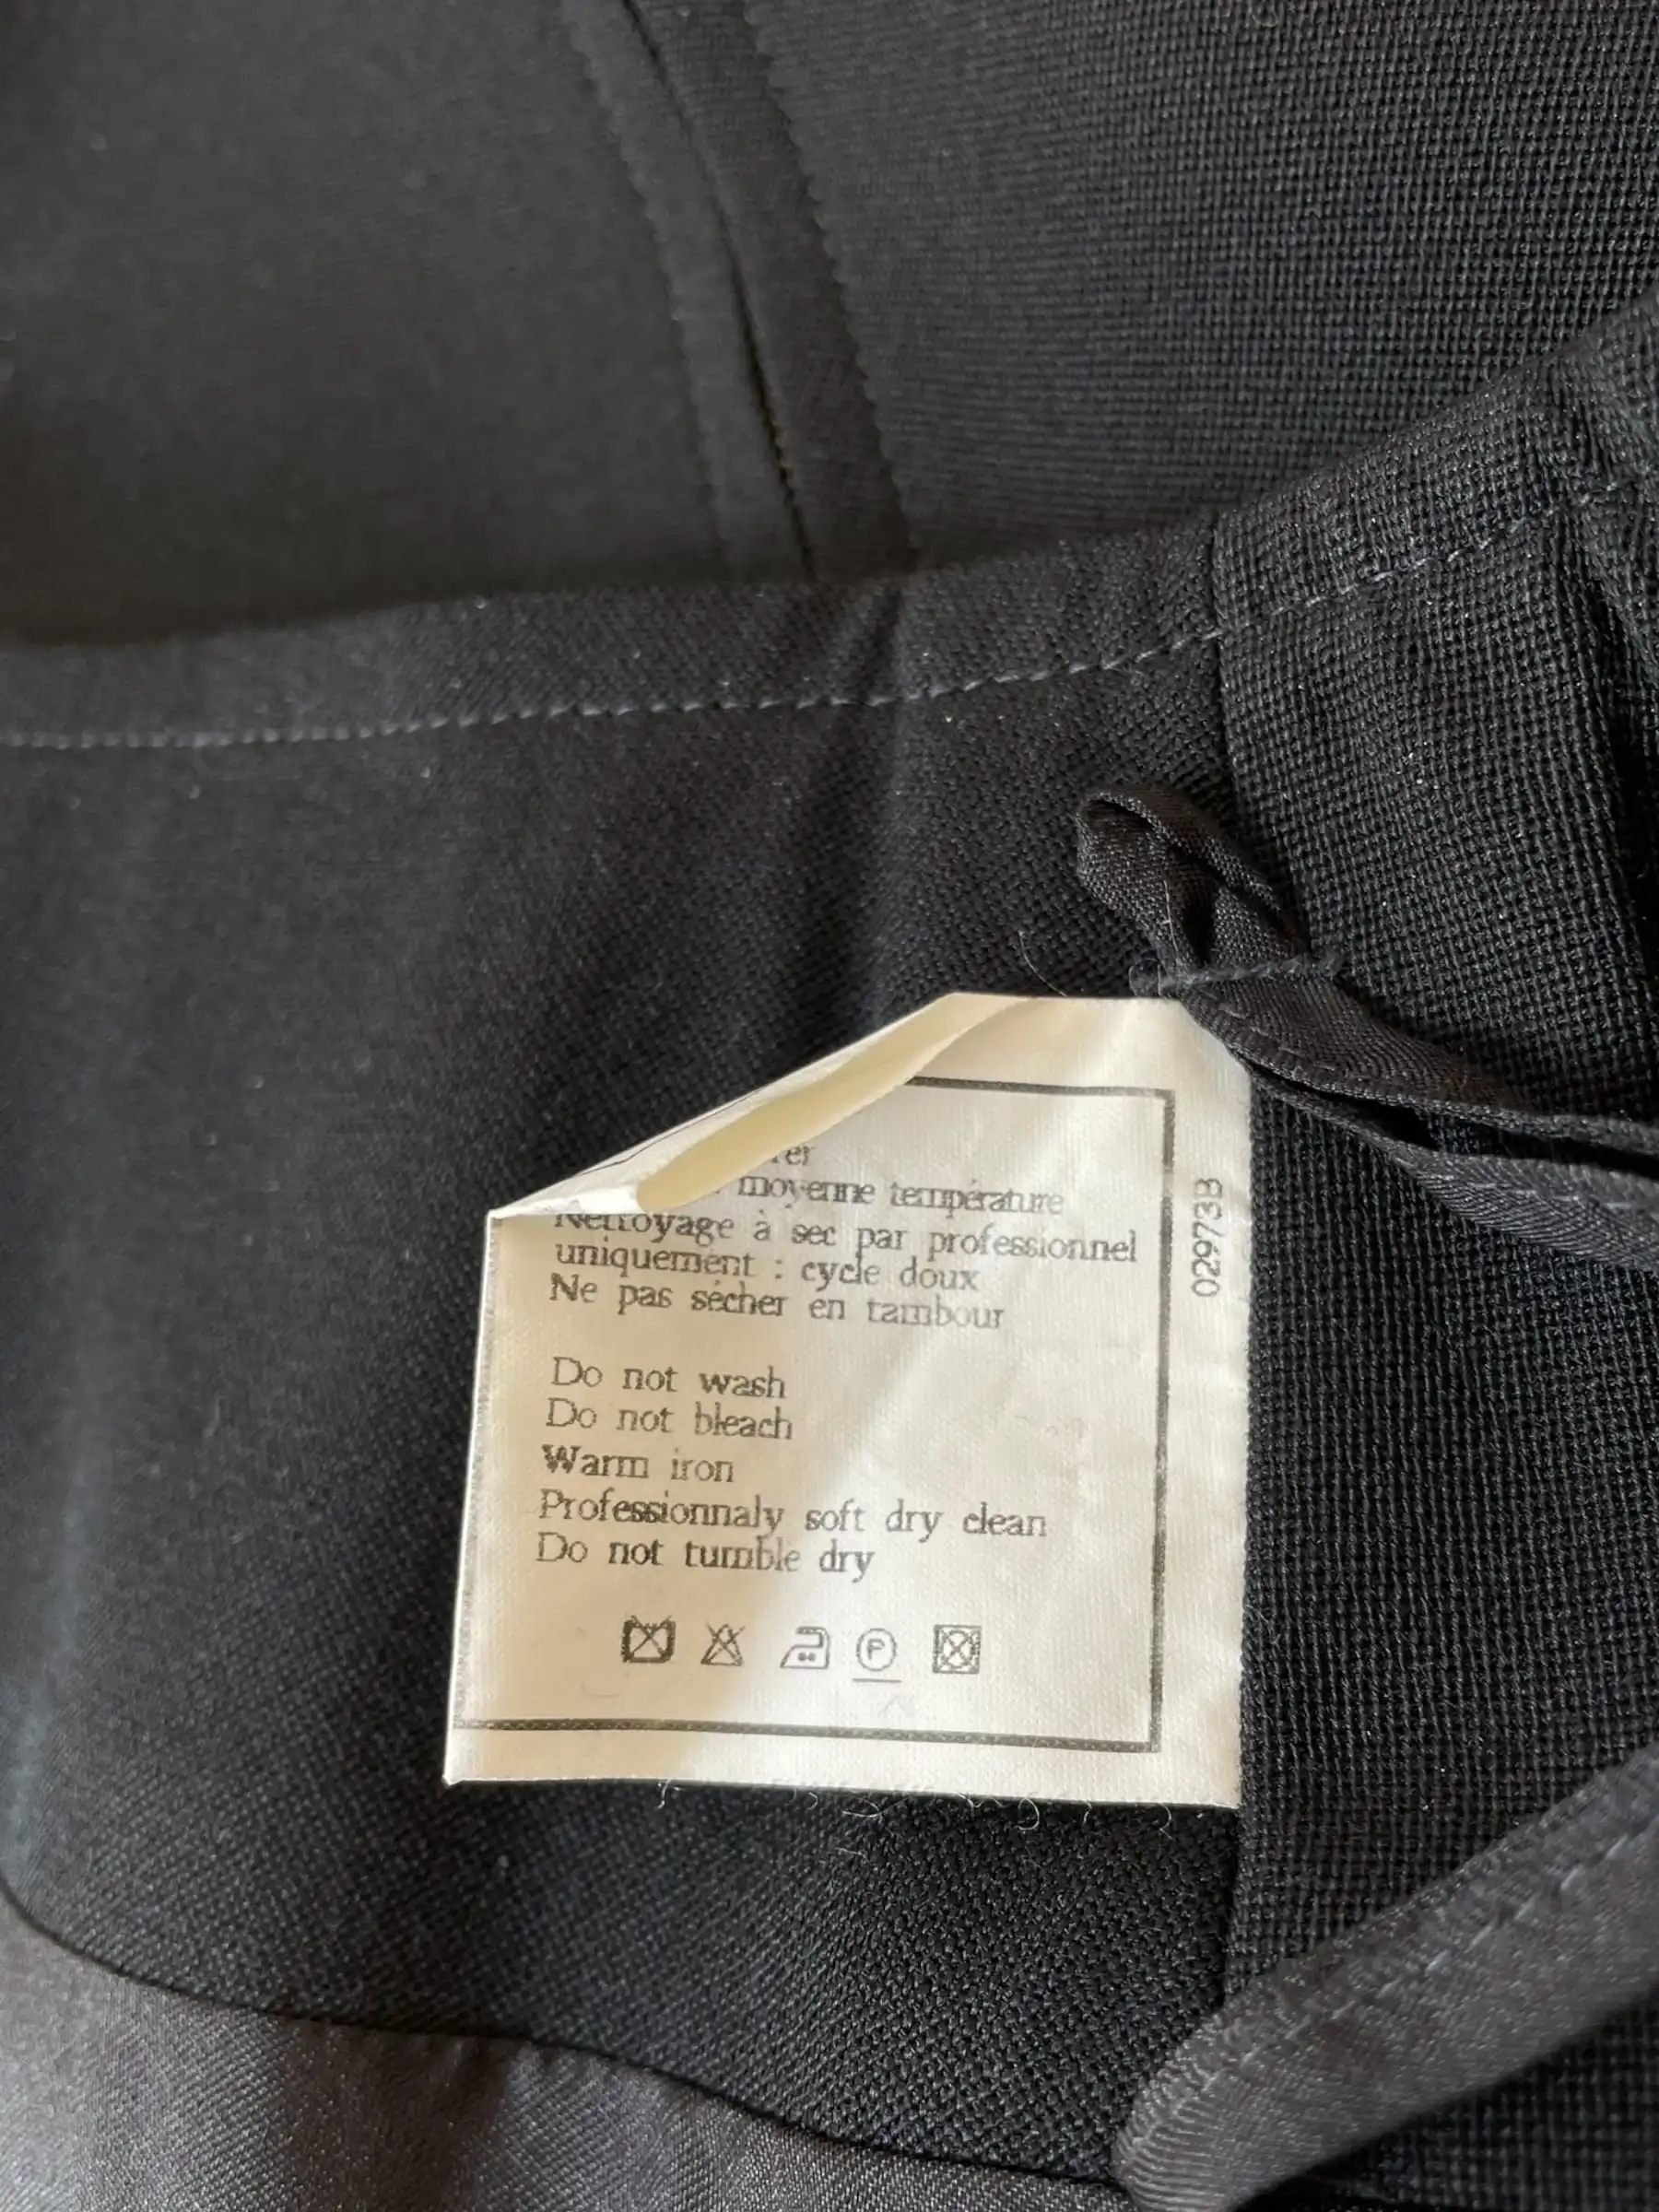 moyenne température
Nettoyage à sec par professionnel
uniquement : cycle doux
Ne pas sécher en tambour
Do not wash
Do not bleach
Warm iron
Professionnaly soft dry clean
Do not tumble dry
P
02973B